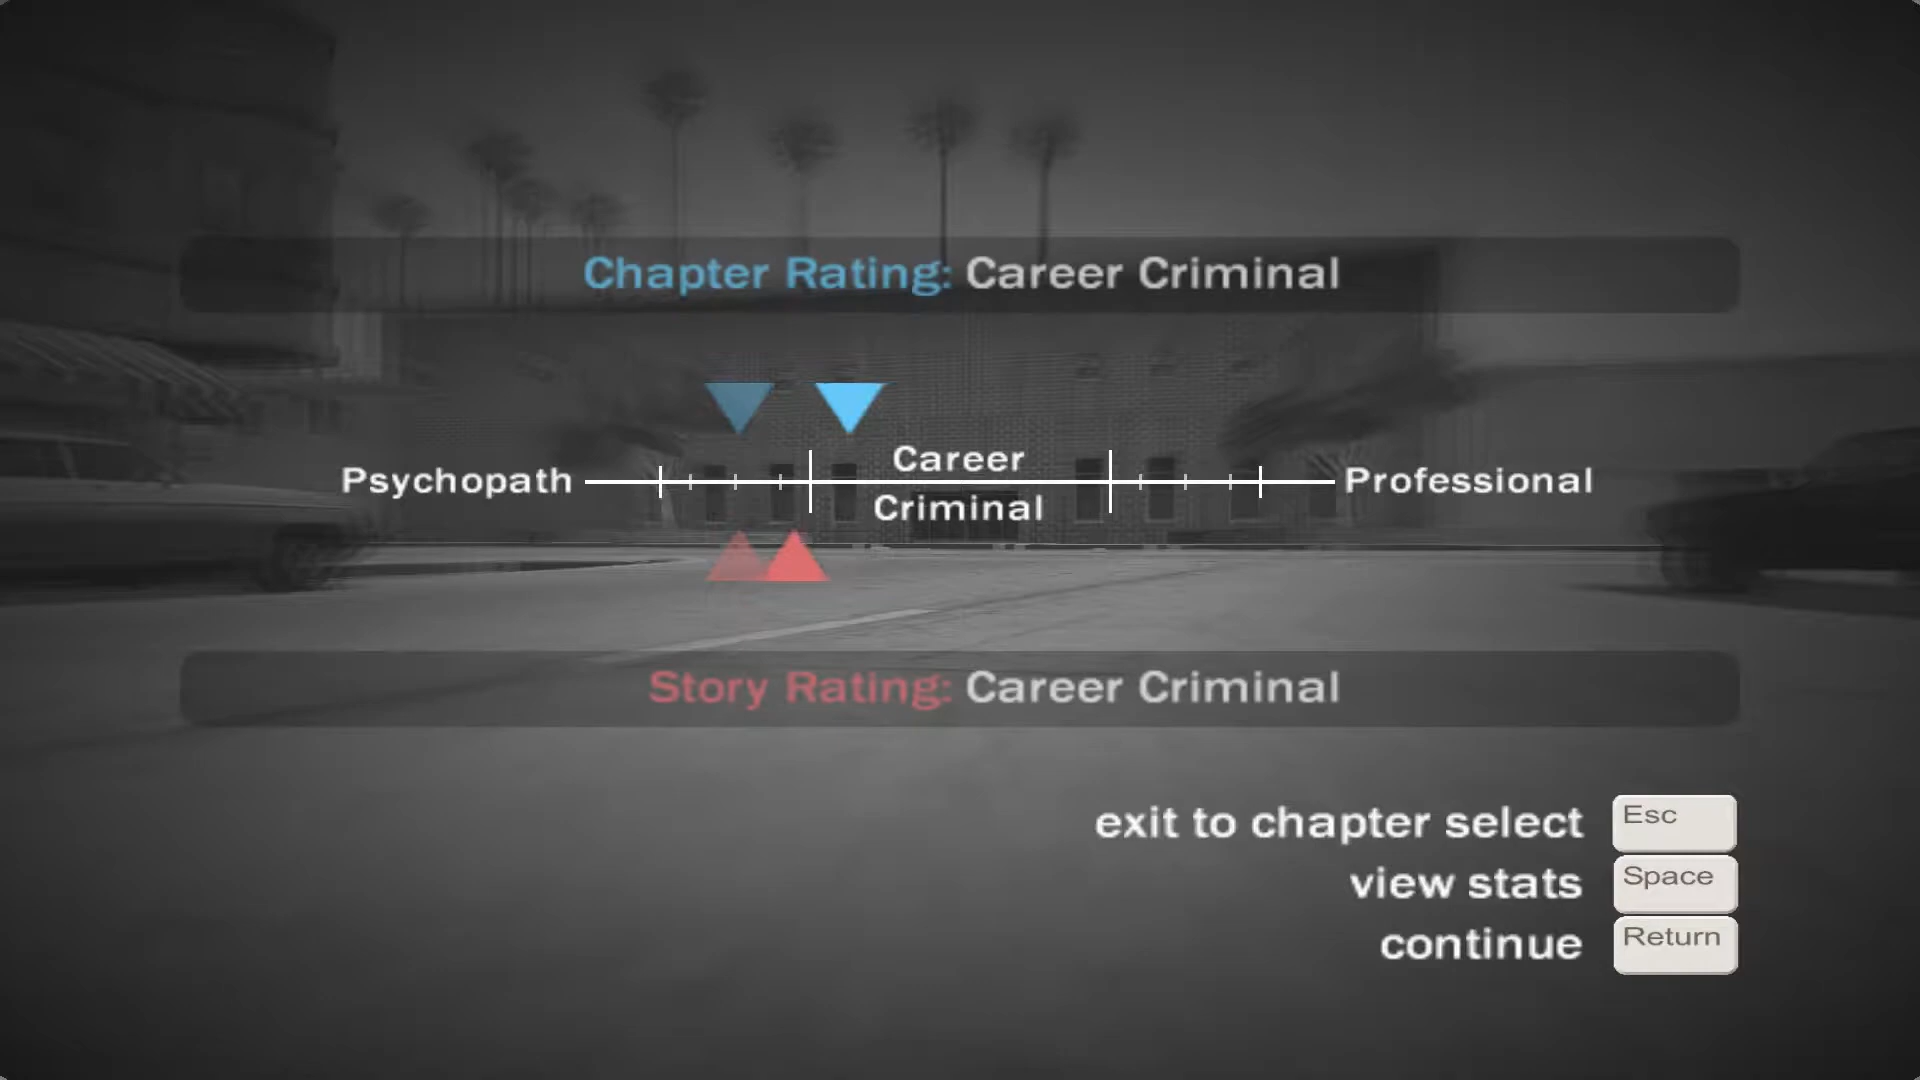 Chapter Rating: Career Criminal
Psychopath
Career
Criminal
Professional
Story Rating: Career Criminal
exit to chapter select Esc
view stats Space
continue Return